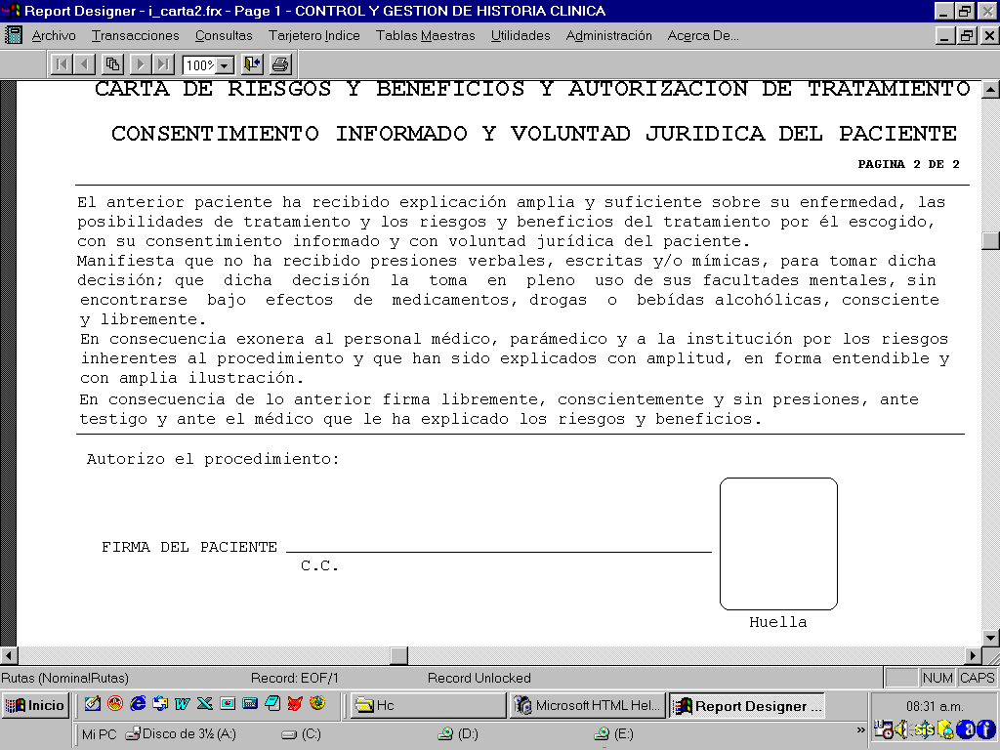 Report Designer - i_carta2.frx - Page 1 - CONTROL Y GESTION DE HISTORIA CLINICA
Archivo Transacciones Consultas Tarjetero Indice Tablas Maestras Utilidades Administración Acerca De...
100%
CARTA DE RIESGOS Y BENEFICIOS Y AUTORIZACION DE TRATAMIENTO
CONSENTIMIENTO INFORMADO Y VOLUNTAD JURIDICA DEL PACIENTE
PAGINA 2 DE 2
El anterior paciente ha recibido explicación amplia y suficiente sobre su enfermedad, las
posibilidades de tratamiento y los riesgos y beneficios del tratamiento por él escogido,
con su consentimiento informado y con voluntad jurídica del paciente.
Manifiesta que no ha recibido presiones verbales, escritas y/o mímicas, para tomar dicha
decisión; que dicha decisión la toma en pleno uso de sus facultades mentales, sin
encontrarse bajo efectos de medicamentos, drogas o bebídas alcohólicas, consciente
y libremente.
En consecuencia exonera al personal médico, parámedico y a la institución por los riesgos
inherentes al procedimiento y que han sido explicados con amplitud, en forma entendible y
con amplia ilustración.
En consecuencia de lo anterior firma libremente, conscientemente y sin presiones, ante
testigo y ante el médico que le ha explicado los riesgos y beneficios.
Autorizo el procedimiento:
FIRMA DEL PACIENTE
C.C.
Huella
Rutas (Nomina!Rutas) Record: EOF/1 Record Unlocked NUM CAPS
Inicio Hc Microsoft HTML Hel... Report Designer ... 08:31 a.m.
Mi PC Disco de 3½ (A:) (C:) (D:) (E:) » sis